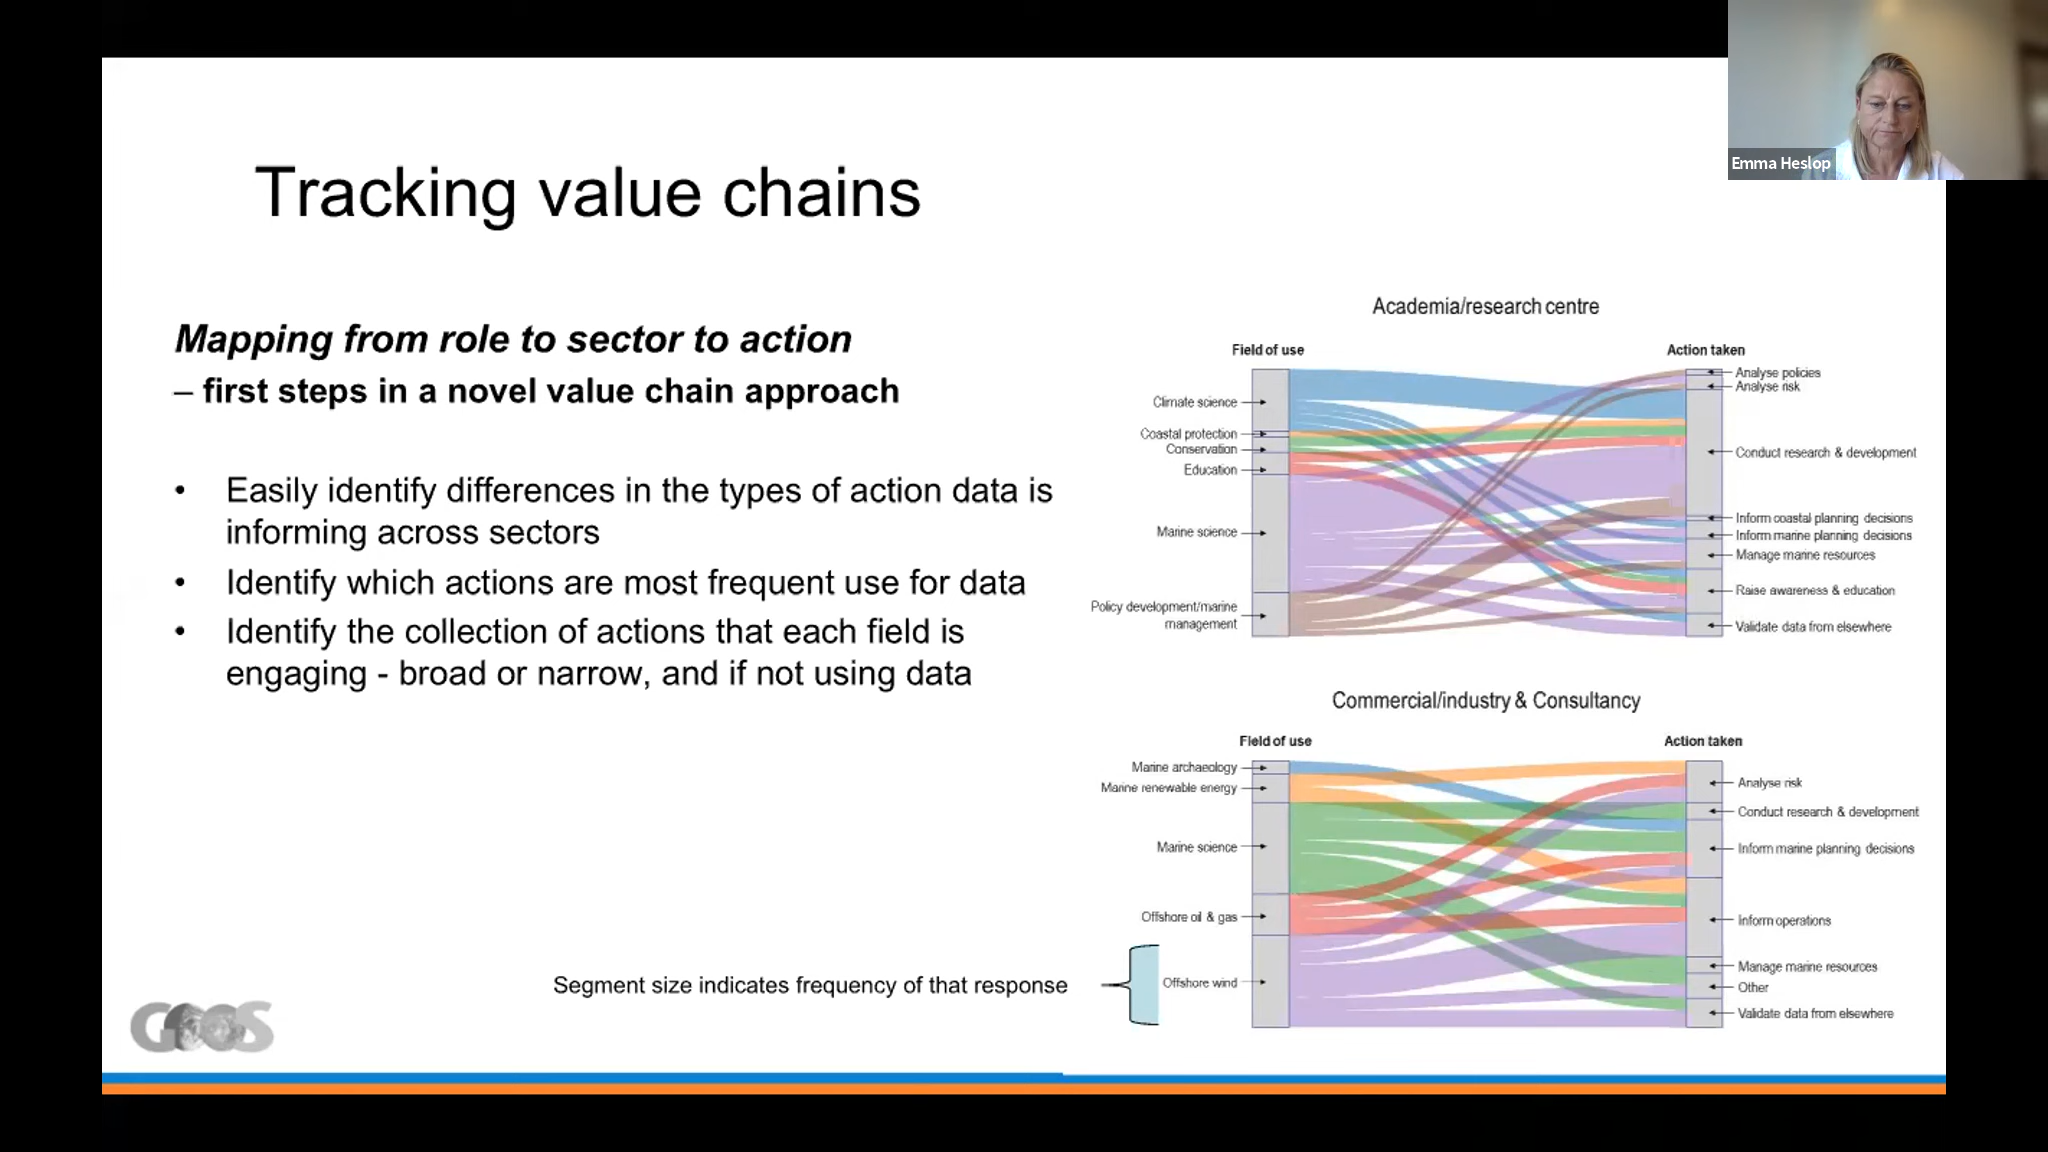 Emma Heslop
Tracking value chains
Mapping from role to sector to action
– first steps in a novel value chain approach
• Easily identify differences in the types of action data is
informing across sectors
• Identify which actions are most frequent use for data
• Identify the collection of actions that each field is
engaging - broad or narrow, and if not using data
Segment size indicates frequency of that response
GOOS
Academia/research centre
Field of use
Action taken
Climate science
Coastal protection
Conservation
Education
Marine science
Policy development/marine
management
Analyse policies
Analyse risk
Conduct research & development
Inform coastal planning decisions
Inform marine planning decisions
Manage marine resources
Raise awareness & education
Validate data from elsewhere
Commercial/industry & Consultancy
Field of use
Action taken
Marine archaeology
Marine renewable energy
Marine science
Offshore oil & gas
Offshore wind
Analyse risk
Conduct research & development
Inform marine planning decisions
Inform operations
Manage marine resources
Other
Validate data from elsewhere